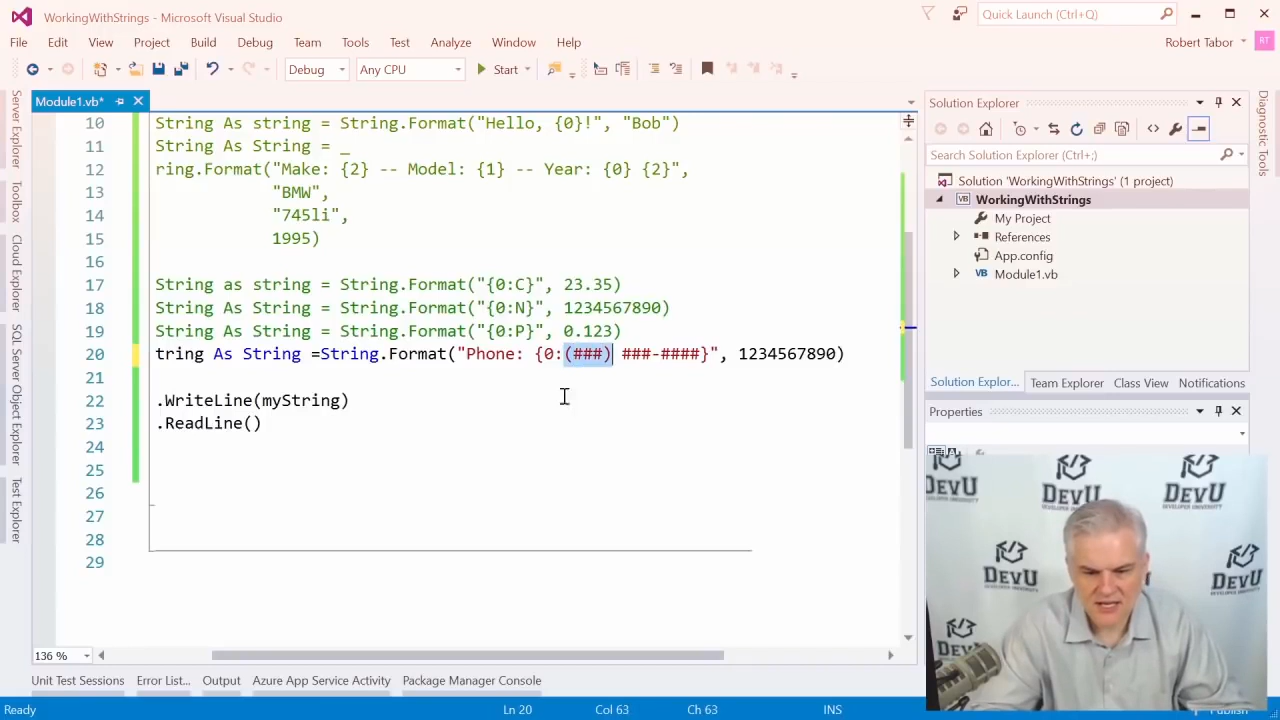 WorkingWithStrings - Microsoft Visual Studio
Quick Launch (Ctrl+Q)
File Edit View Project Build Debug Team Tools Test Analyze Window Help
Robert Tabor RT
Debug Any CPU Start
Server Explorer
Toolbox
Cloud Explorer
SQL Server Object Explorer
Test Explorer
Module1.vb*
10 String As string = String.Format("Hello, {0}!", "Bob")
11 String As String = _
12 ring.Format("Make: {2} -- Model: {1} -- Year: {0} {2}",
13 "BMW",
14 "745li",
15 1995)
16
17 String as string = String.Format("{0:C}", 23.35)
18 String As String = String.Format("{0:N}", 1234567890)
19 String As String = String.Format("{0:P}", 0.123)
20 tring As String =String.Format("Phone: {0:(###) ###-####}", 1234567890)
21
22 .WriteLine(myString)
23 .ReadLine()
24
25
26
27
28
29
136 %
Solution Explorer
Search Solution Explorer (Ctrl+;)
Solution 'WorkingWithStrings' (1 project)
VB WorkingWithStrings
My Project
References
App.config
VB Module1.vb
Solution Explor... Team Explorer Class View Notifications
Properties
Diagnostic Tools
DEVU DEVU DEVU
DEVELOPER UNIVERSITY
DEVU DEVU
DEVU
Unit Test Sessions Error List... Output Azure App Service Activity Package Manager Console
Ready Ln 20 Col 63 Ch 63 INS Publish